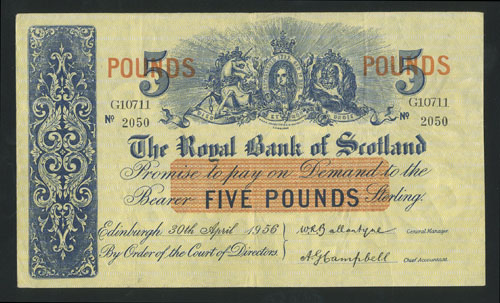 POUNDS 5 POUNDS 5
G10711 G10711
No 2050 No 2050
The Royal Bank of Scotland
Promise to pay on Demand to the
Bearer FIVE POUNDS Sterling.
Edinburgh 30th April 1956 W.R. Ballantyne General Manager.
By Order of the Court of Directors. A G Campbell Chief Accountant.